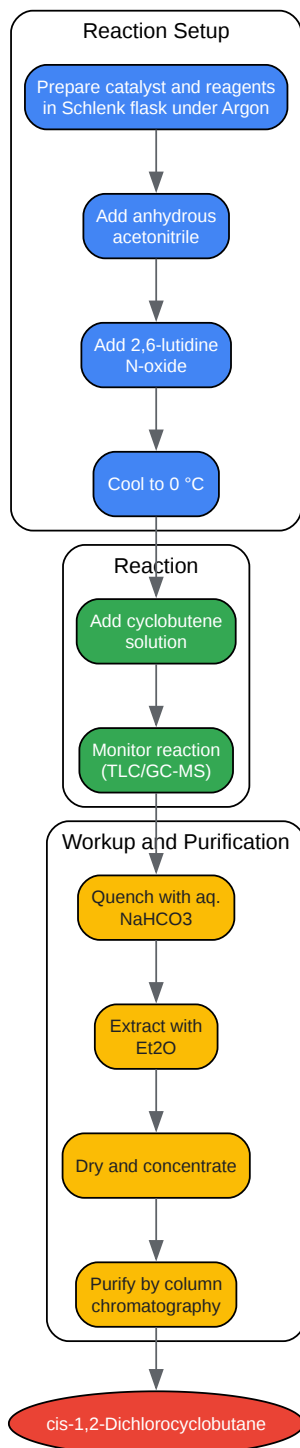 Reaction Setup
Prepare catalyst and reagents
in Schlenk flask under Argon
Add anhydrous
acetonitrile
Add 2,6-lutidine
N-oxide
Cool to 0 °C
Reaction
Add cyclobutene
solution
Monitor reaction
(TLC/GC-MS)
Workup and Purification
Quench with aq.
NaHCO3
Extract with
Et2O
Dry and concentrate
Purify by column
chromatography
cis-1,2-Dichlorocyclobutane